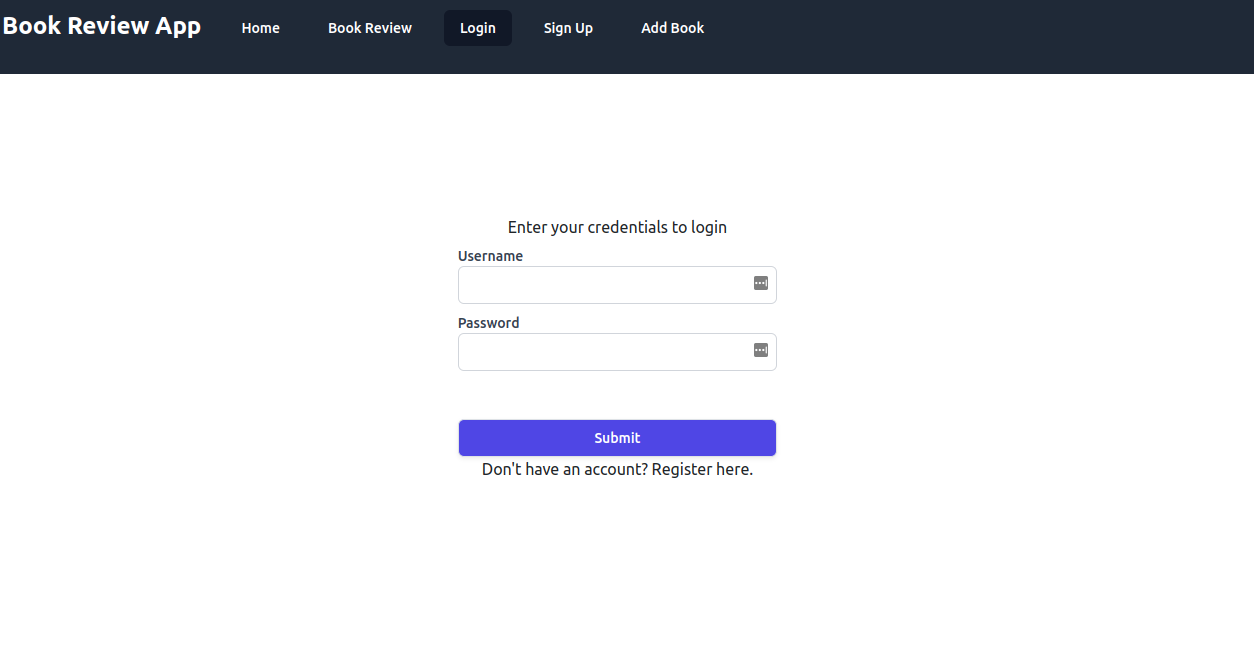 Book Review App Home Book Review Login Sign Up Add Book
Enter your credentials to login
Username
Password
Submit
Don't have an account? Register here.